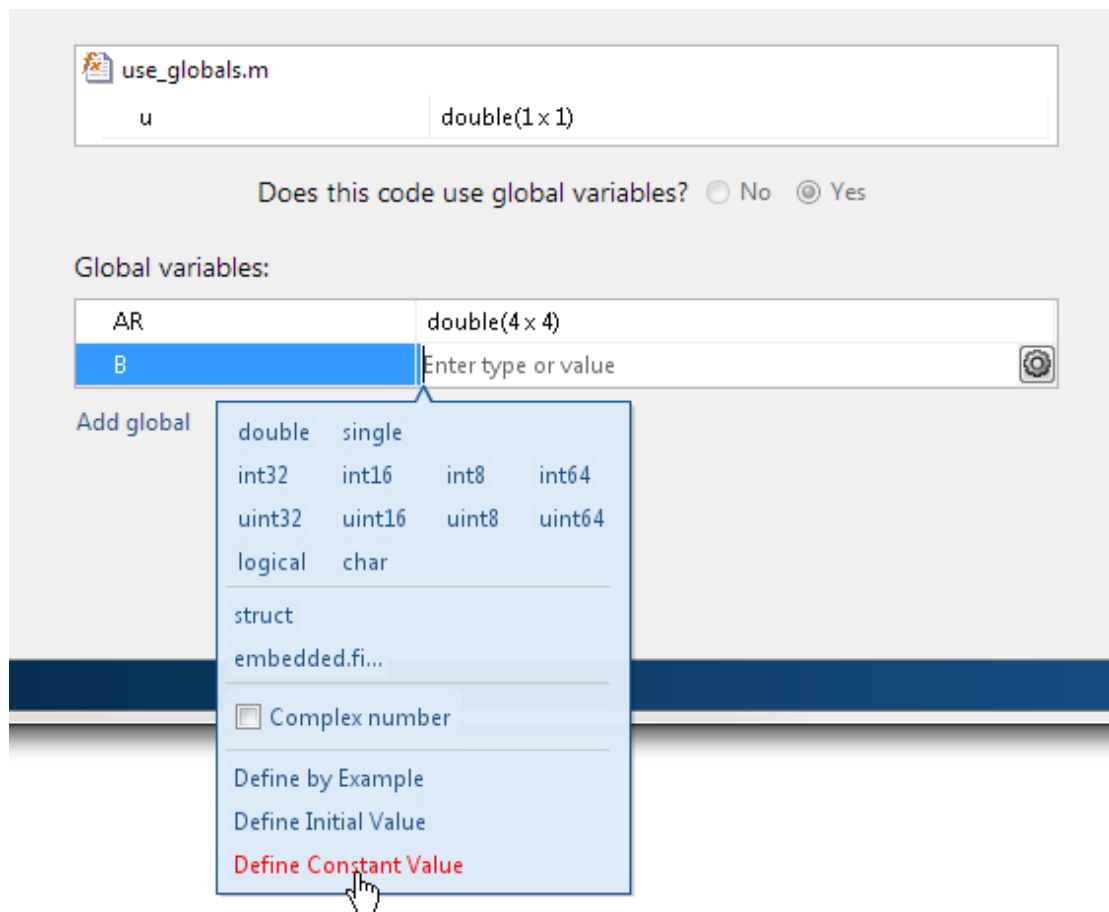 use_globals.m
u double(1 x 1)
Does this code use global variables? No Yes
Global variables:
AR double(4 x 4)
B Enter type or value
Add global
double single
int32 int16 int8 int64
uint32 uint16 uint8 uint64
logical char
struct
embedded.fi...
Complex number
Define by Example
Define Initial Value
Define Constant Value